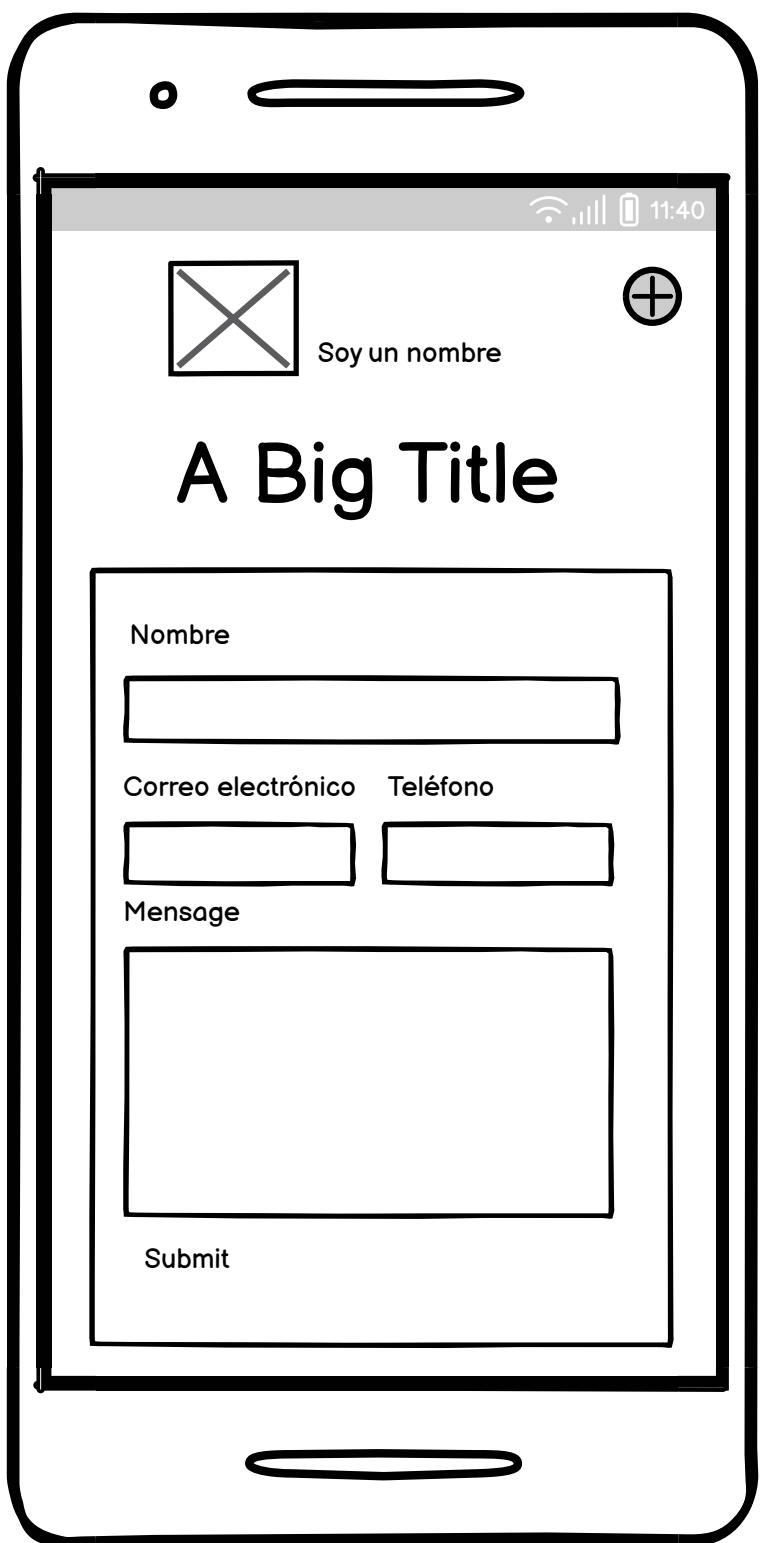 11:40
Soy un nombre
A Big Title
Nombre
Correo electrónico Teléfono
Mensage
Submit